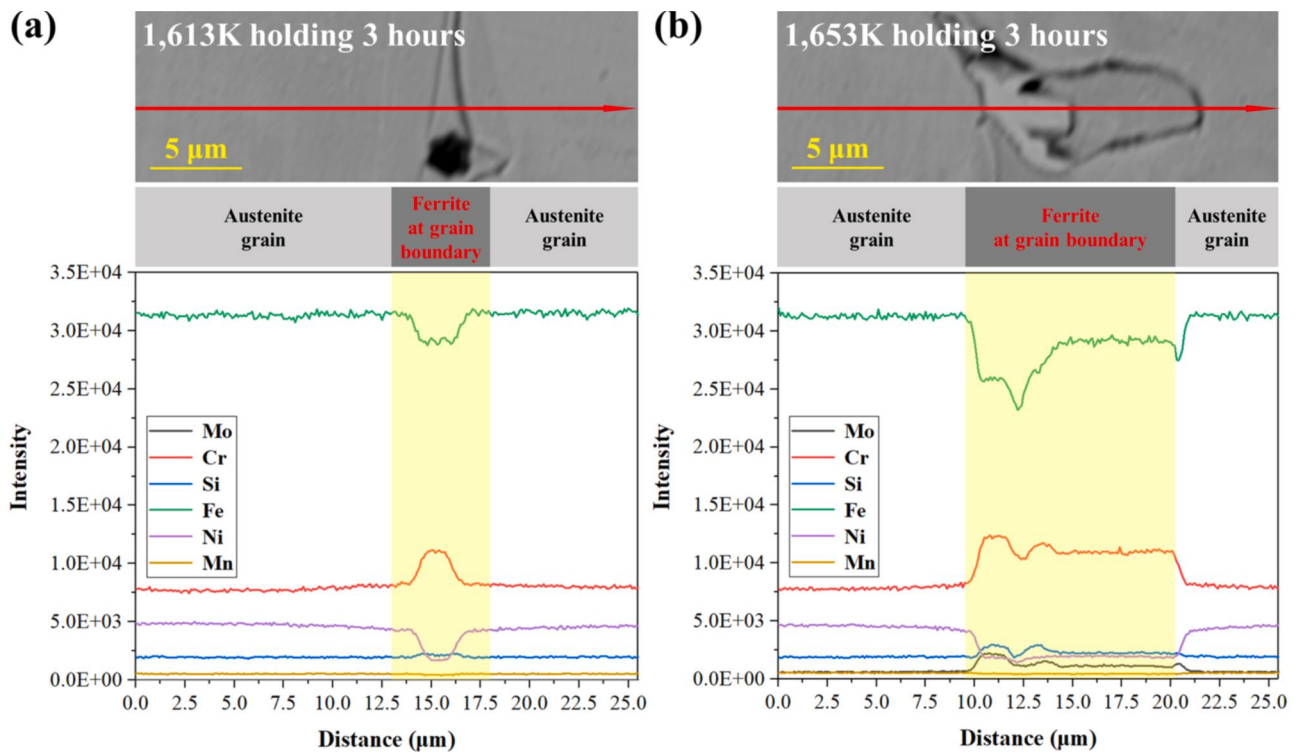 (a)
1,613K holding 3 hours
5 μm
Austenite
grain
Ferrite
at grain
boundary
Austenite
grain
3.5E+04
3.0E+04
2.5E+04
2.0E+04
1.5E+04
1.0E+04
5.0E+03
0.0E+00
Intensity
Mo
Cr
Si
Fe
Ni
Mn
0.0 2.5 5.0 7.5 10.0 12.5 15.0 17.5 20.0 22.5 25.0
Distance (μm)
(b)
1,653K holding 3 hours
5 μm
Austenite
grain
Ferrite
at grain boundary
Austenite
grain
3.5E+04
3.0E+04
2.5E+04
2.0E+04
1.5E+04
1.0E+04
5.0E+03
0.0E+00
Intensity
Mo
Cr
Si
Fe
Ni
Mn
0.0 2.5 5.0 7.5 10.0 12.5 15.0 17.5 20.0 22.5 25.0
Distance (μm)